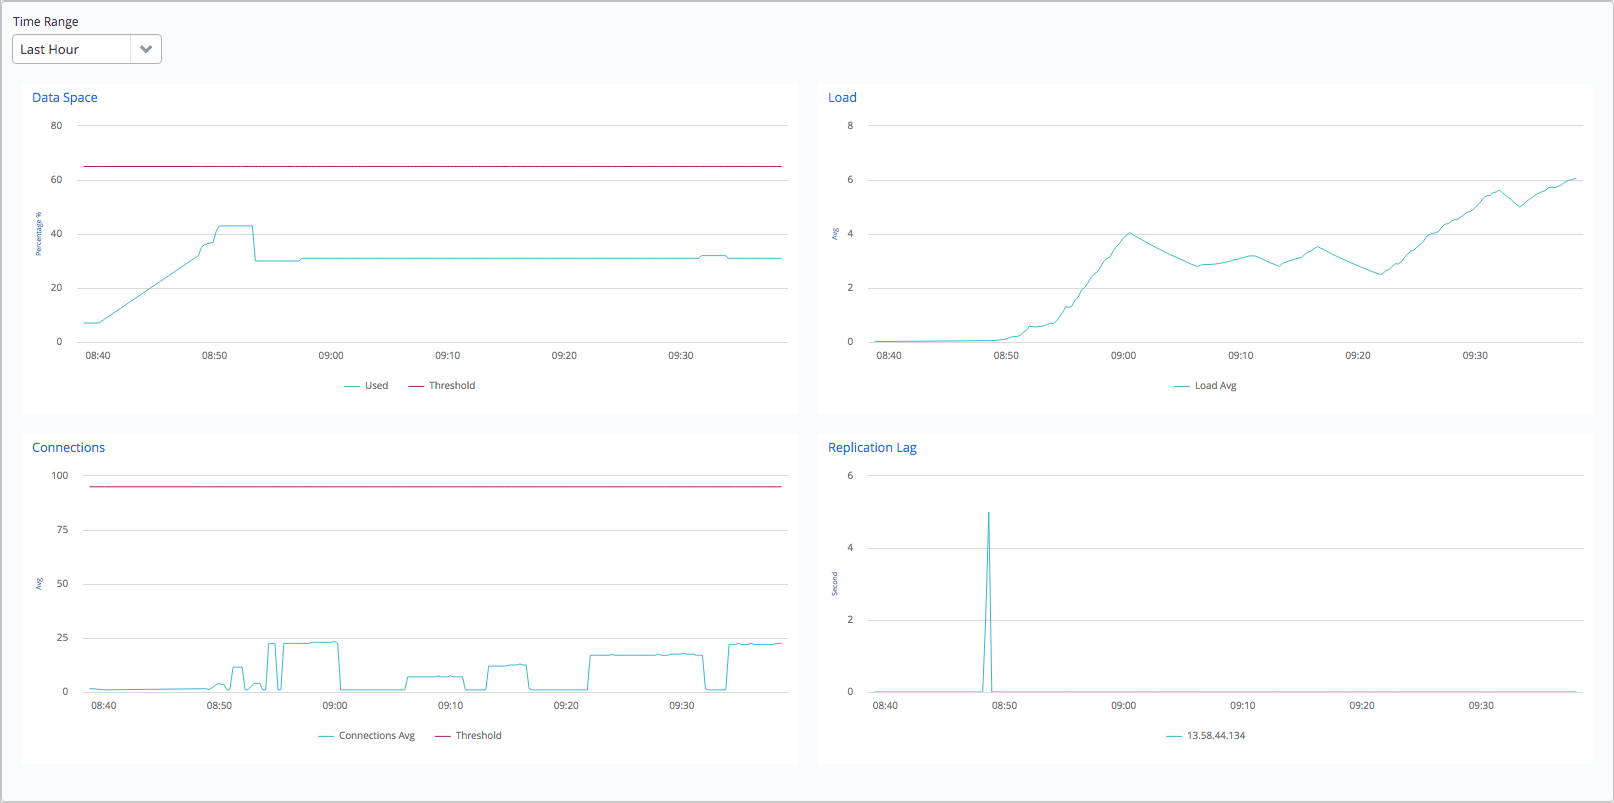 Time Range
Last Hour
Data Space
80
60
40
20
0
Percentage %
08:40 08:50 09:00 09:10 09:20 09:30
Used Threshold
Load
8
6
4
2
0
Avg
08:40 08:50 09:00 09:10 09:20 09:30
Load Avg
Connections
100
75
50
25
0
Avg
08:40 08:50 09:00 09:10 09:20 09:30
Connections Avg Threshold
Replication Lag
6
4
2
0
Second
08:40 08:50 09:00 09:10 09:20 09:30
13.58.44.134